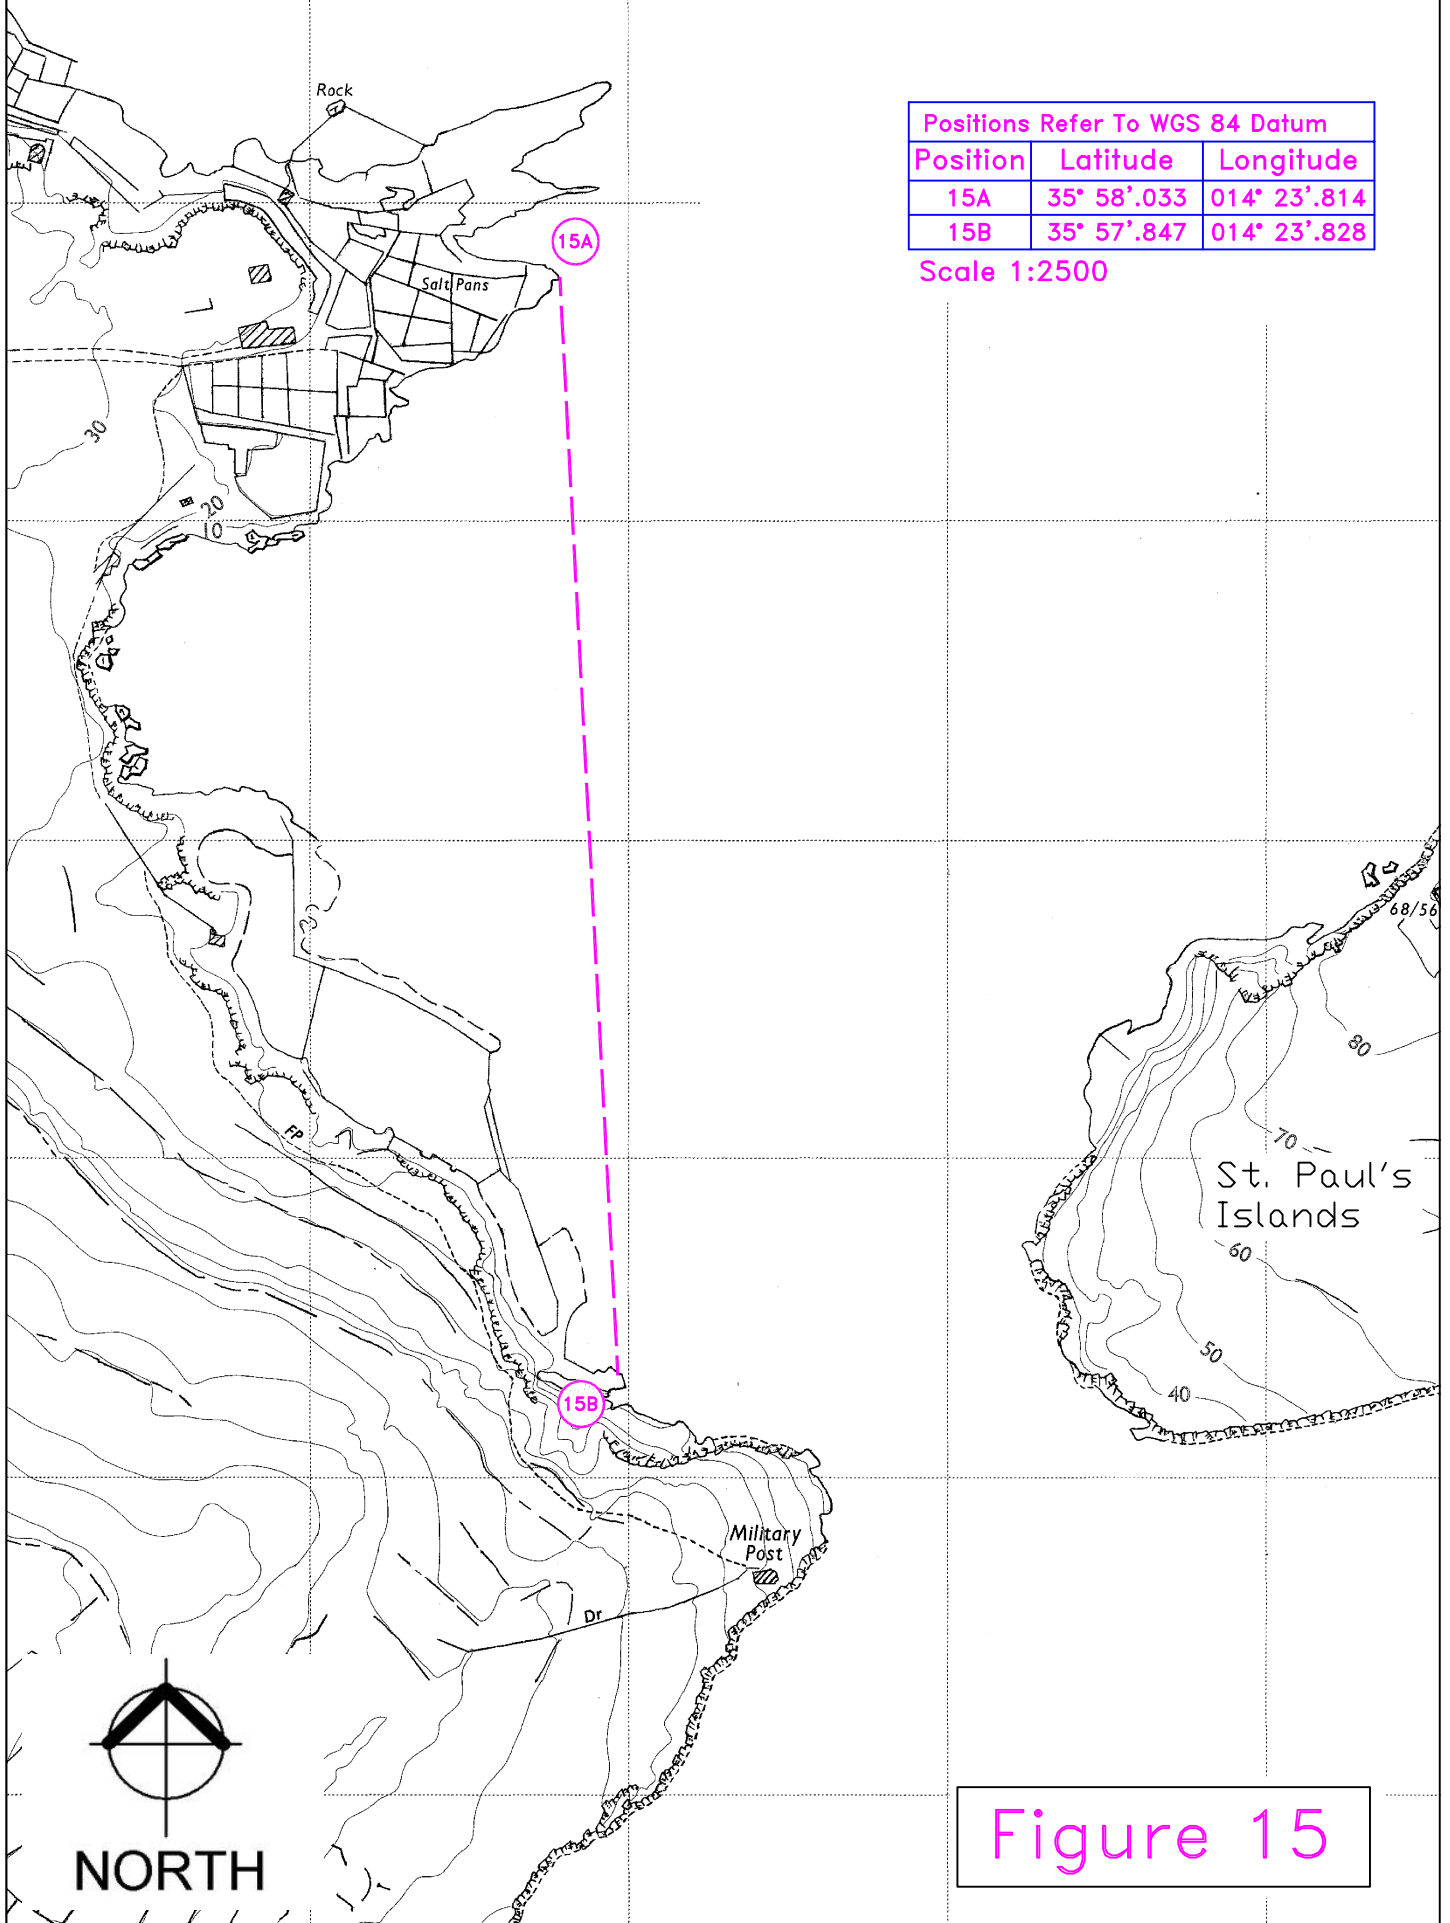 Rock
Positions Refer To WGS 84 Datum
Position Latitude Longitude
15A 35° 58'.033 014° 23'.814
15B 35° 57'.847 014° 23'.828
Scale 1:2500
15A
Salt Pans
30
20
10
68/56
80
FP
70
St. Paul's
Islands
60
50
40
15B
Military
Post
Dr
NORTH
Figure 15